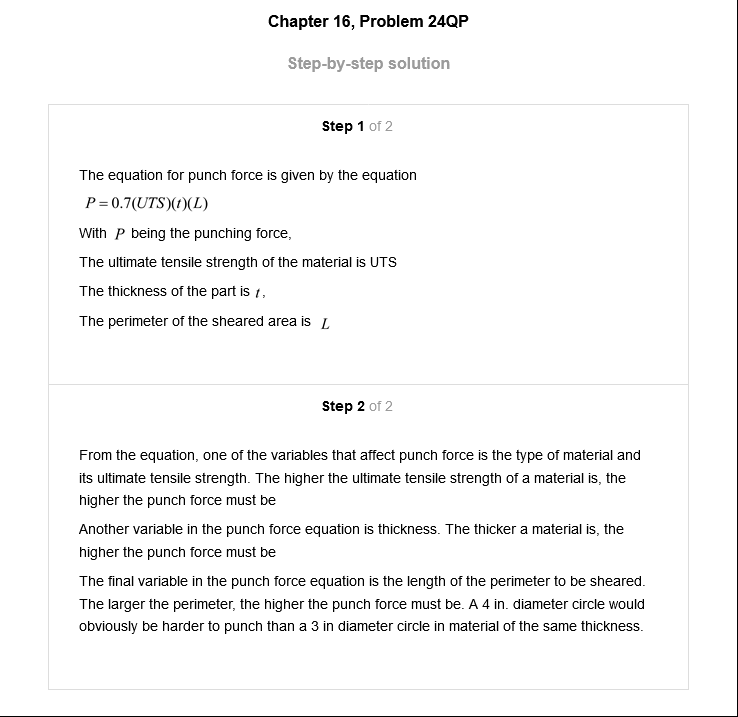 Chapter 16, Problem 24QP
Step-by-step solution
Step 1 of 2
The equation for punch force is given by the equation
P = 0.7(UTS)(t)(L)
With P being the punching force,
The ultimate tensile strength of the material is UTS
The thickness of the part is t,
The perimeter of the sheared area is L
Step 2 of 2
From the equation, one of the variables that affect punch force is the type of material and
its ultimate tensile strength. The higher the ultimate tensile strength of a material is, the
higher the punch force must be
Another variable in the punch force equation is thickness. The thicker a material is, the
higher the punch force must be
The final variable in the punch force equation is the length of the perimeter to be sheared.
The larger the perimeter, the higher the punch force must be. A 4 in. diameter circle would
obviously be harder to punch than a 3 in diameter circle in material of the same thickness.